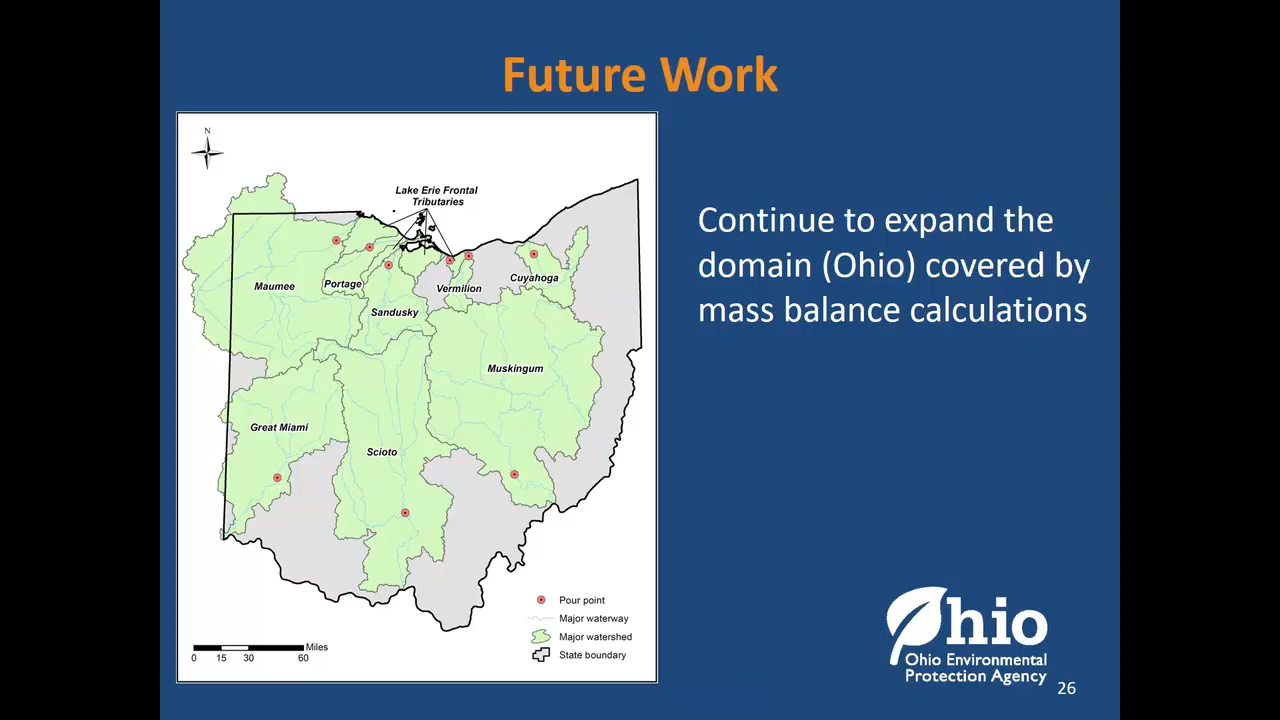 Future Work
N
Lake Erie Frontal
Tributaries
Maumee
Portage
Sandusky
Vermilion
Cuyahoga
Muskingum
Great Miami
Scioto
Pour point
Major waterway
Major watershed
State boundary
Miles
0 15 30 60
Continue to expand the
domain (Ohio) covered by
mass balance calculations
Ohio
Ohio Environmental
Protection Agency
26